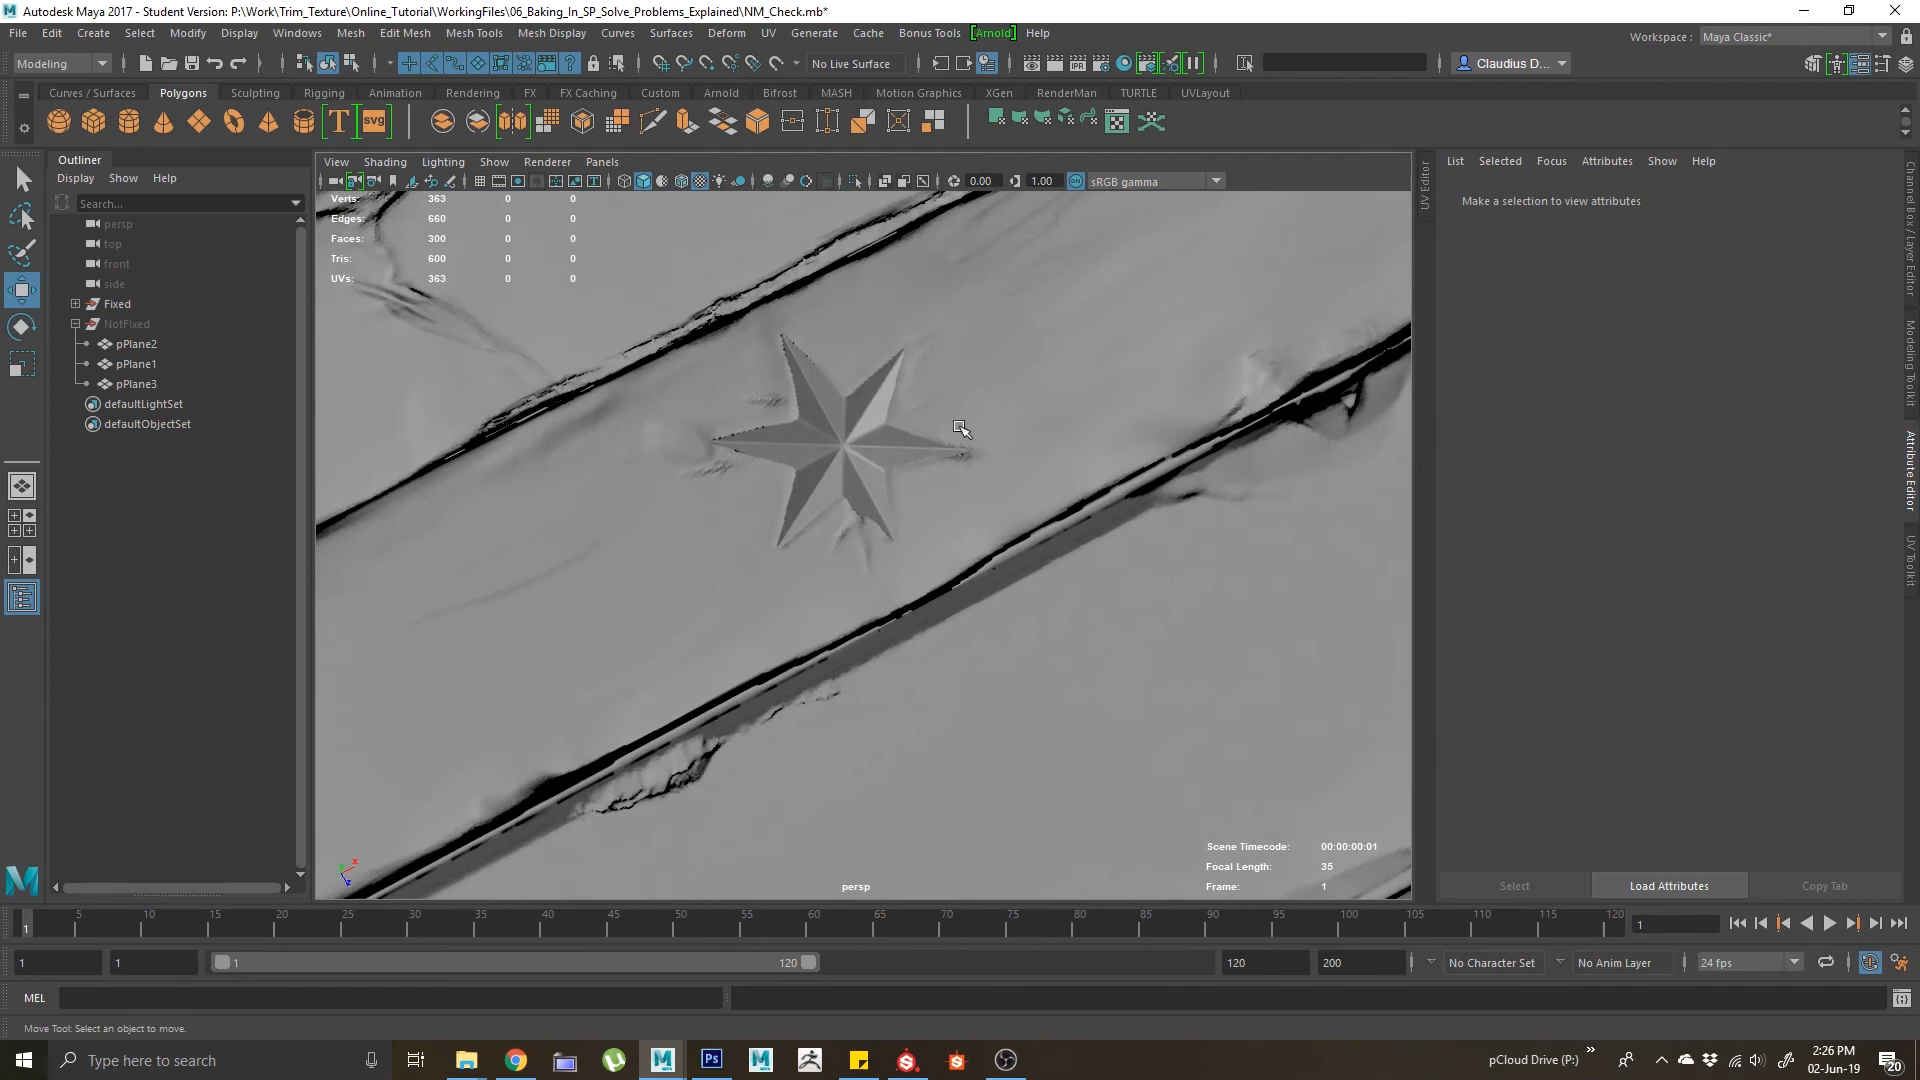 Autodesk Maya 2017 - Student Version: P:\Work\Trim_Texture\Online_Tutorial\WorkingFiles\06_Baking_In_SP_Solve_Problems_Explained\NM_Check.mb*
File Edit Create Select Modify Display Windows Mesh Edit Mesh Mesh Tools Mesh Display Curves Surfaces Deform UV Generate Cache Bonus Tools [Arnold] Help
Workspace : Maya Classic*
Modeling No Live Surface IPR Claudius D...
Curves / Surfaces Polygons Sculpting Rigging Animation Rendering FX FX Caching Custom Arnold Bifrost MASH Motion Graphics XGen RenderMan TURTLE UVLayout
T svg
Outliner
Display Show Help
Search...
persp
top
front
side
Fixed
NotFixed
pPlane2
pPlane1
pPlane3
defaultLightSet
defaultObjectSet
View Shading Lighting Show Renderer Panels
0.00 1.00 ON sRGB gamma
Verts: 363 0 0
Edges: 660 0 0
Faces: 300 0 0
Tris: 600 0 0
UVs: 363 0 0
x
z
persp
Scene Timecode: 00:00:00:01
Focal Length: 35
Frame: 1
UV Editor
List Selected Focus Attributes Show Help
Make a selection to view attributes
Select Load Attributes Copy Tab
Channel Box / Layer Editor
Modeling Toolkit
Attribute Editor
UV Toolkit
1 5 10 15 20 25 30 35 40 45 50 55 60 65 70 75 80 85 90 95 100 105 110 115 120
1
1 1 1 120 120 200 No Character Set No Anim Layer 24 fps
MEL
Move Tool: Select an object to move.
Type here to search
Ps
pCloud Drive (P:) »
2:26 PM
02-Jun-19
20